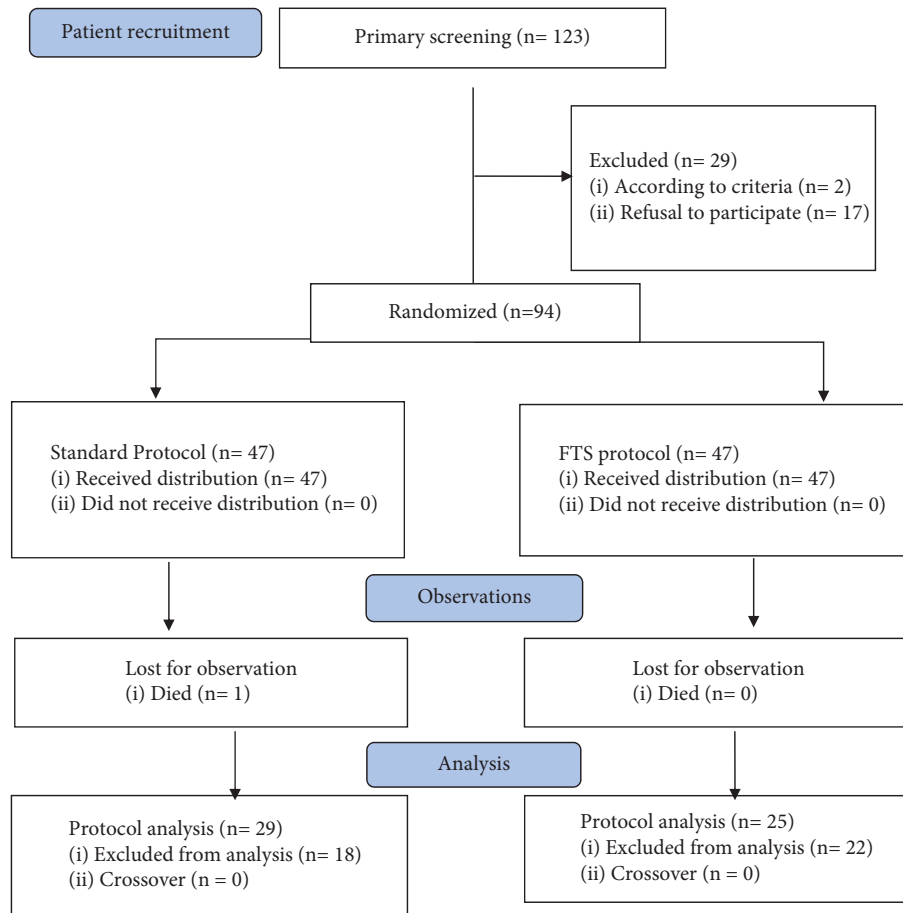 Patient recruitment
Primary screening (n= 123)
Excluded (n= 29)
(i) According to criteria (n= 2)
(ii) Refusal to participate (n= 17)
Randomized (n=94)
Standard Protocol (n= 47)
(i) Received distribution (n= 47)
(ii) Did not receive distribution (n= 0)
FTS protocol (n= 47)
(i) Received distribution (n= 47)
(ii) Did not receive distribution (n= 0)
Observations
Lost for observation
(i) Died (n= 1)
Lost for observation
(i) Died (n= 0)
Analysis
Protocol analysis (n= 29)
(i) Excluded from analysis (n= 18)
(ii) Crossover (n = 0)
Protocol analysis (n= 25)
(i) Excluded from analysis (n= 22)
(ii) Crossover (n = 0)